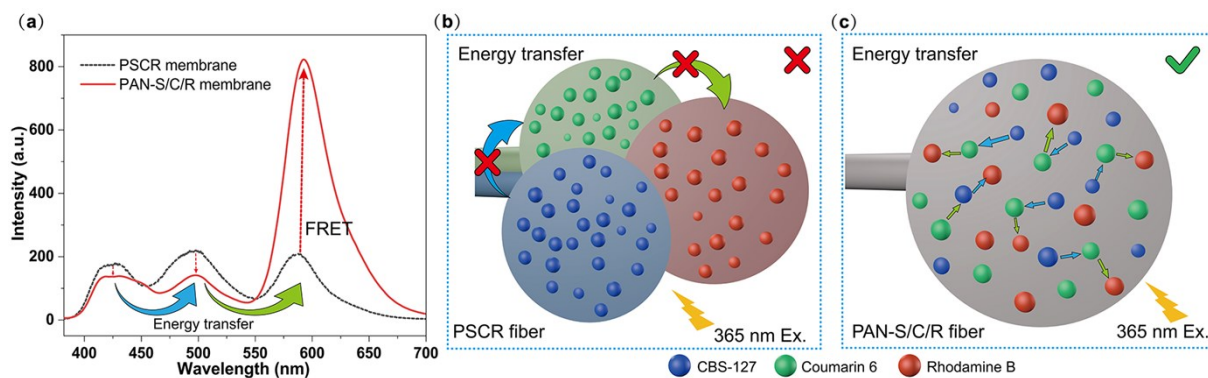 (a)
800
600
400
200
0
Intensity (a.u.)
PSCR membrane
PAN-S/C/R membrane
FRET
Energy transfer
400 450 500 550 600 650 700
Wavelength (nm)
(b)
Energy transfer
PSCR fiber
365 nm Ex.
(c)
Energy transfer
PAN-S/C/R fiber
365 nm Ex.
CBS-127 Coumarin 6 Rhodamine B